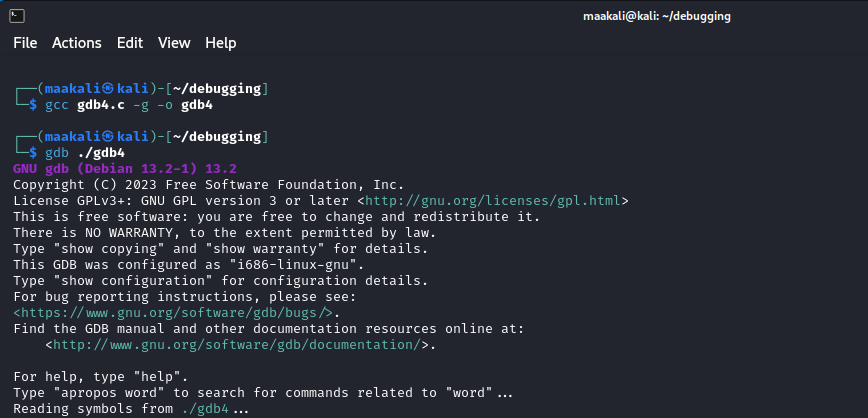 maakali@kali: ~/debugging
File Actions Edit View Help
┌──(maakali㉿kali)-[~/debugging]
└─$ gcc gdb4.c -g -o gdb4
┌──(maakali㉿kali)-[~/debugging]
└─$ gdb ./gdb4
GNU gdb (Debian 13.2-1) 13.2
Copyright (C) 2023 Free Software Foundation, Inc.
License GPLv3+: GNU GPL version 3 or later <http://gnu.org/licenses/gpl.html>
This is free software: you are free to change and redistribute it.
There is NO WARRANTY, to the extent permitted by law.
Type "show copying" and "show warranty" for details.
This GDB was configured as "i686-linux-gnu".
Type "show configuration" for configuration details.
For bug reporting instructions, please see:
<https://www.gnu.org/software/gdb/bugs/>.
Find the GDB manual and other documentation resources online at:
    <http://www.gnu.org/software/gdb/documentation/>.
For help, type "help".
Type "apropos word" to search for commands related to "word"...
Reading symbols from ./gdb4...